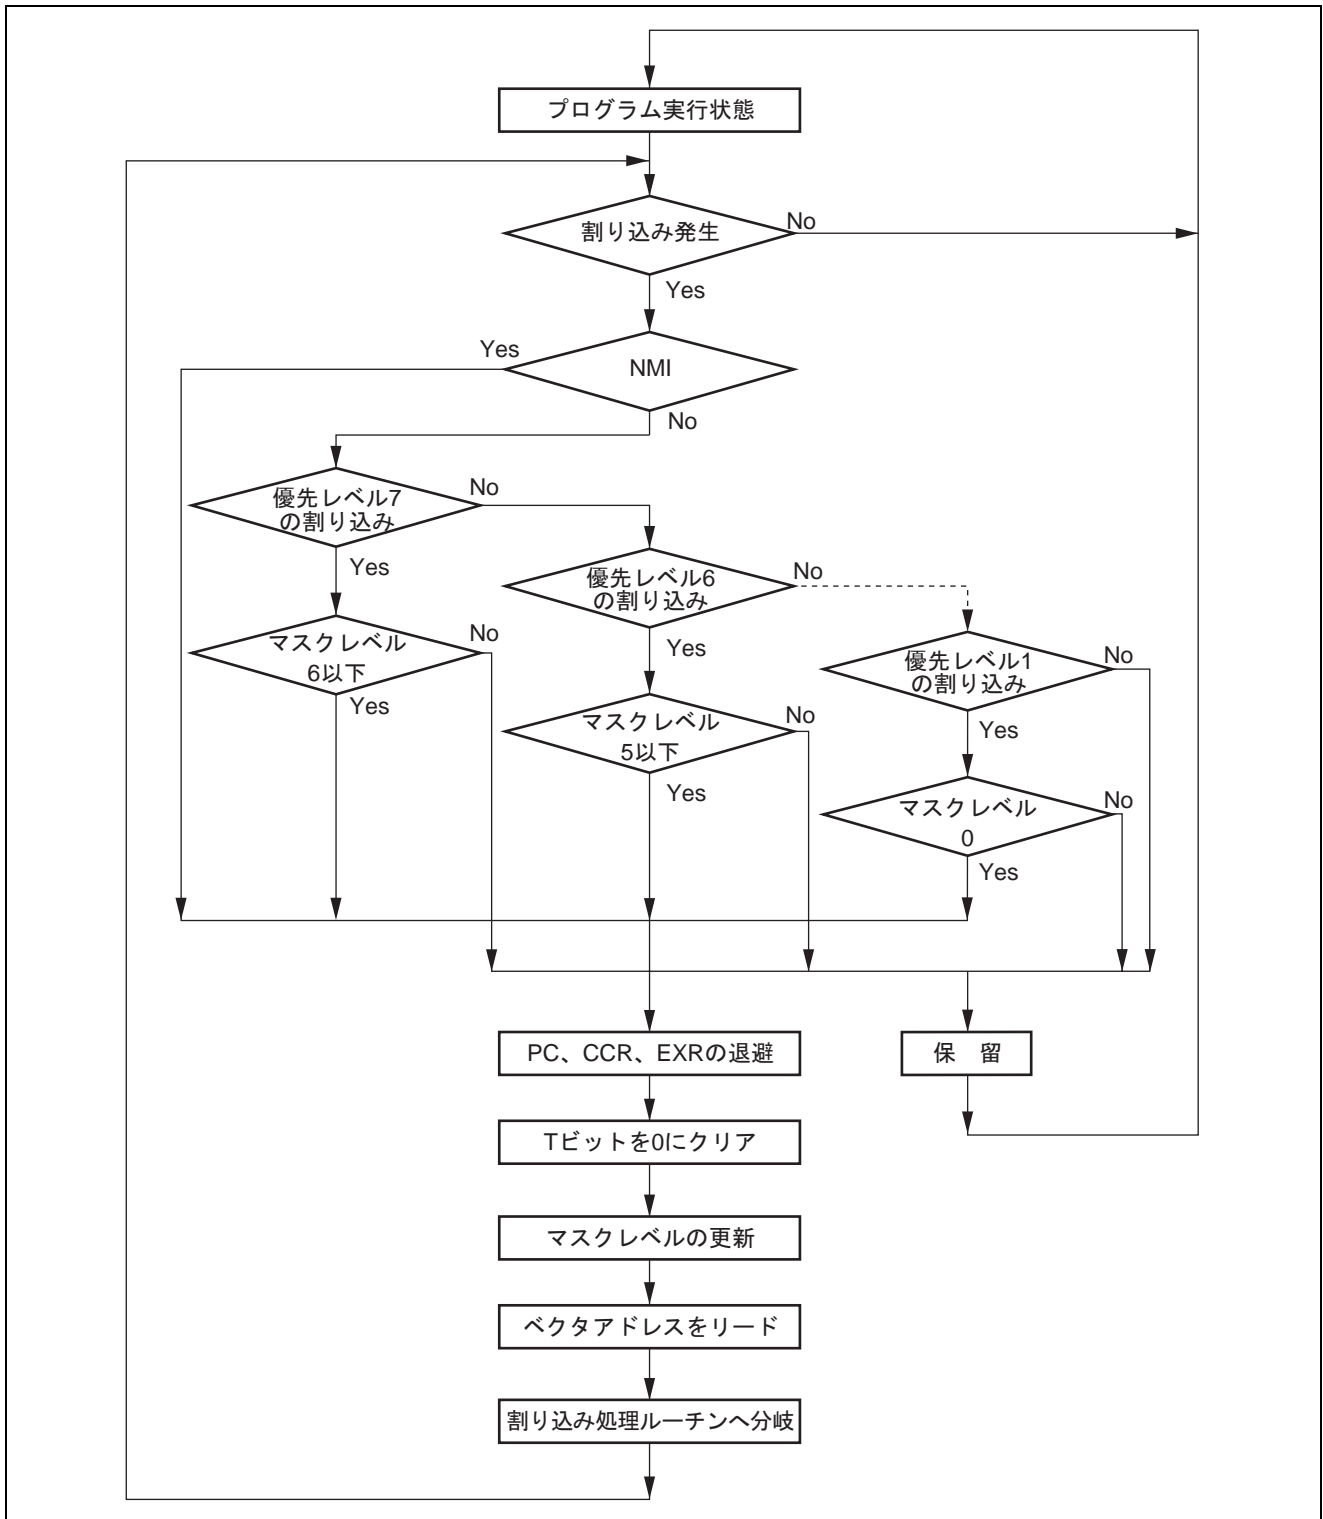 プログラム実行状態
割り込み発生
No
Yes
NMI
Yes
No
優先レベル7
の割り込み
No
Yes
優先レベル6
の割り込み
No
Yes
マスクレベル
6以下
No
Yes
優先レベル1
の割り込み
No
Yes
マスクレベル
5以下
No
Yes
マスクレベル
0
No
Yes
PC、CCR、EXRの退避
保 留
Tビットを0にクリア
マスクレベルの更新
ベクタアドレスをリード
割り込み処理ルーチンへ分岐